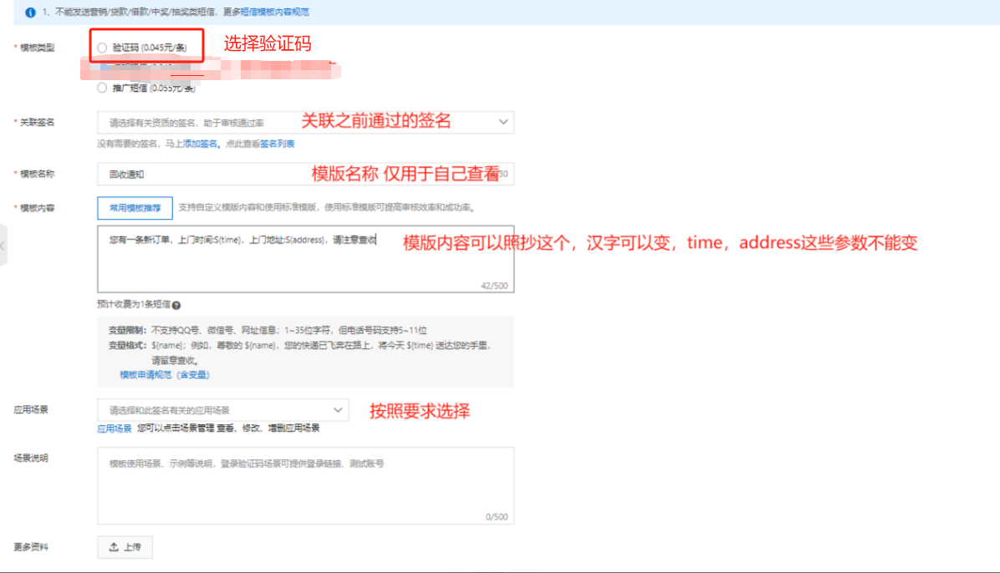 1、不能发送营销/贷款/借款/中奖/抽奖类短信，更多短信模板内容规范
* 模板类型
验证码 (0.045元/条)
选择验证码
推广短信 (0.055元/条)
* 关联签名
请选择有关资质的签名，助于审核通过率
关联之前通过的签名
没有需要的签名，马上添加签名。点此查看签名列表
* 模板名称
回收通知
模版名称 仅用于自己查看
30
* 模板内容
常用模板推荐
支持自定义模版内容和使用标准模版，使用标准模版可提高审核效率和成功率。
您有一条新订单，上门时间:S{time}，上门地址:S{address}，请注意查收
模版内容可以照抄这个，汉字可以变，time，address这些参数不能变
42/500
预计收费为1条短信
变量限制：不支持QQ号、微信号、网址信息；1~35位字符，但电话号码支持5~11位
变量格式：${name}；例如，尊敬的 ${name}，您的快递已飞奔在路上，将今天 ${time} 送达您的手里，
请留意查收。
模板申请规范（含变量）
应用场景
请选择和此签名有关的应用场景
按照要求选择
应用场景 您可以点击场景管理 查看、修改、增删应用场景
场景说明
模板使用场景、示例等说明，登录验证码场景可提供登录链接、测试账号
0/500
更多资料
上传